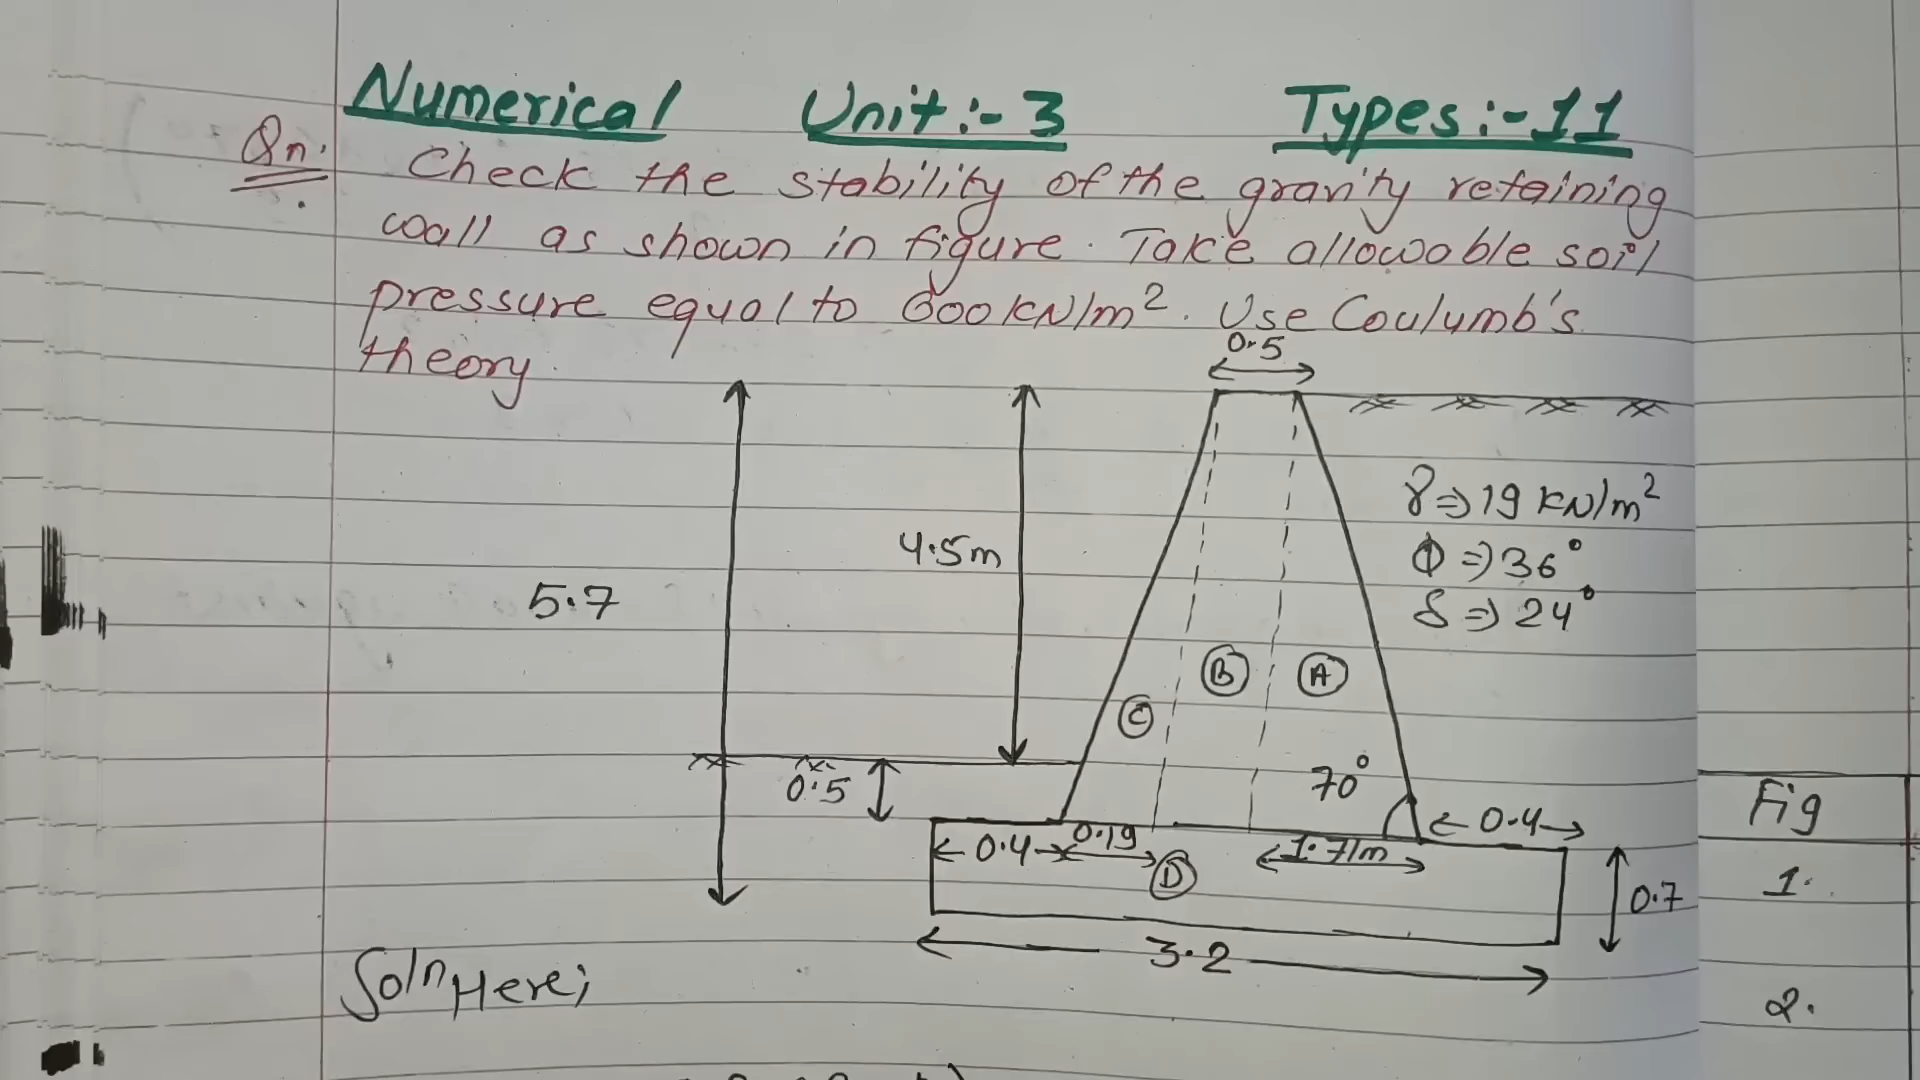 Numerical Unit:- 3 Types:- 11
Qn. Check the stability of the gravity retaining
wall as shown in figure. Take allowable soil
pressure equal to 600 kN/m². Use Coulumb's
theory.
0.5
4.5m
5.7
γ ⇒ 19 KN/m²
Φ ⇒ 36°
δ ⇒ 24°
B
A
C
70°
0.5
0.4
0.19
1.71m
0.4
D
0.7
3.2
Solⁿ Here;
Fig
1.
2.